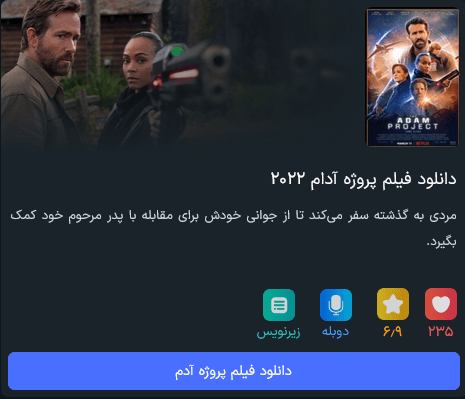 ADAM
PROJECT
NETFLIX
دانلود فیلم پروژه آدام ۲۰۲۲
مردی به گذشته سفر می‌کند تا از جوانی خودش برای مقابله با پدر مرحوم خود کمک
بگیرد.
۲۳۵
۶٫۹
دوبله
زیرنویس
دانلود فیلم پروژه آدم